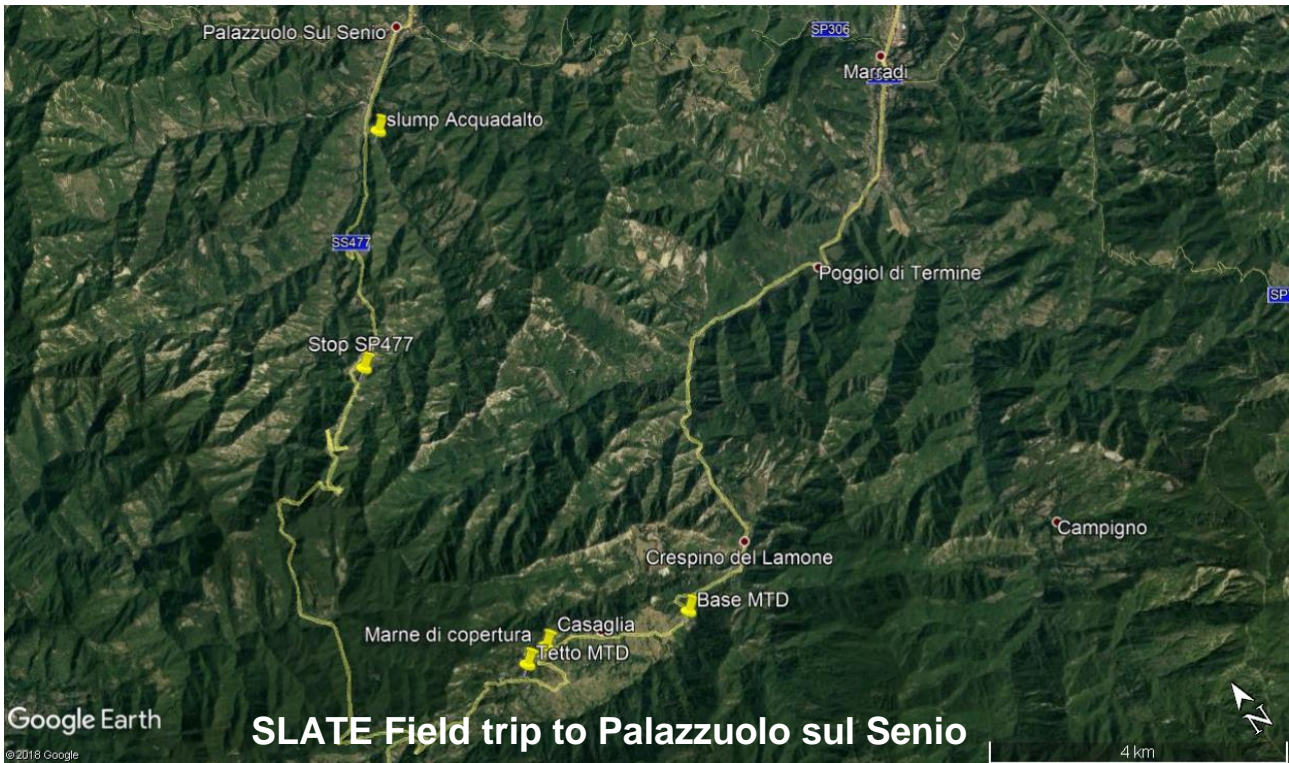 Palazzuolo Sul Senio
SP306
Marradi
slump Acquadalto
SS477
Poggiol di Termine
SP
Stop SP477
Campigno
Crespino del Lamone
Base MTD
Marne di copertura
Casaglia
Tetto MTD
N
Google Earth
SLATE Field trip to Palazzuolo sul Senio
4 km
©2018 Google